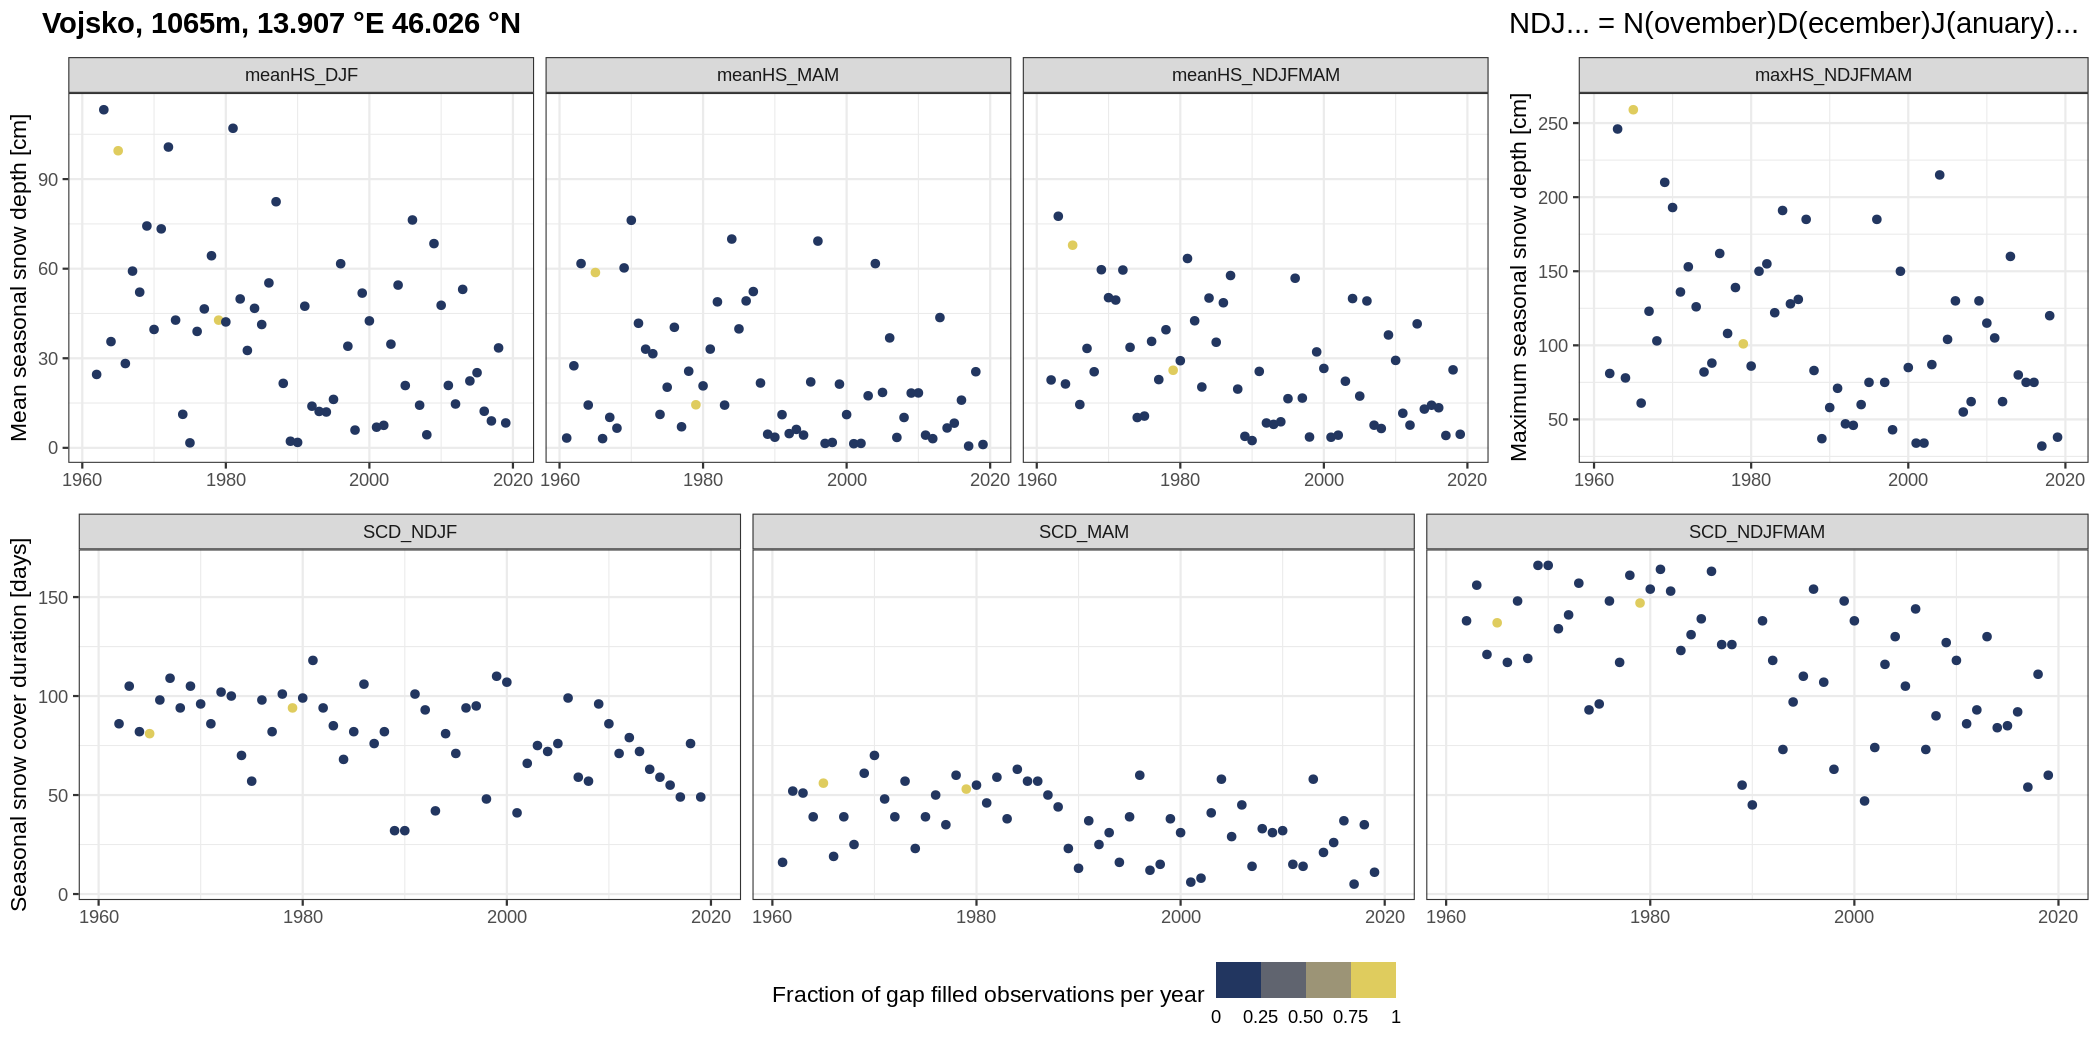 Vojsko, 1065m, 13.907 °E 46.026 °N
NDJ... = N(ovember)D(ecember)J(anuary)...
meanHS_DJF
meanHS_MAM
meanHS_NDJFMAM
maxHS_NDJFMAM
Mean seasonal snow depth [cm]
90
60
30
0
1960 1980 2000 2020
1960 1980 2000 2020
1960 1980 2000 2020
Maximum seasonal snow depth [cm]
250
200
150
100
50
1960 1980 2000 2020
SCD_NDJF
SCD_MAM
SCD_NDJFMAM
Seasonal snow cover duration [days]
150
100
50
0
1960 1980 2000 2020
1960 1980 2000 2020
1960 1980 2000 2020
Fraction of gap filled observations per year
0 0.25 0.50 0.75 1